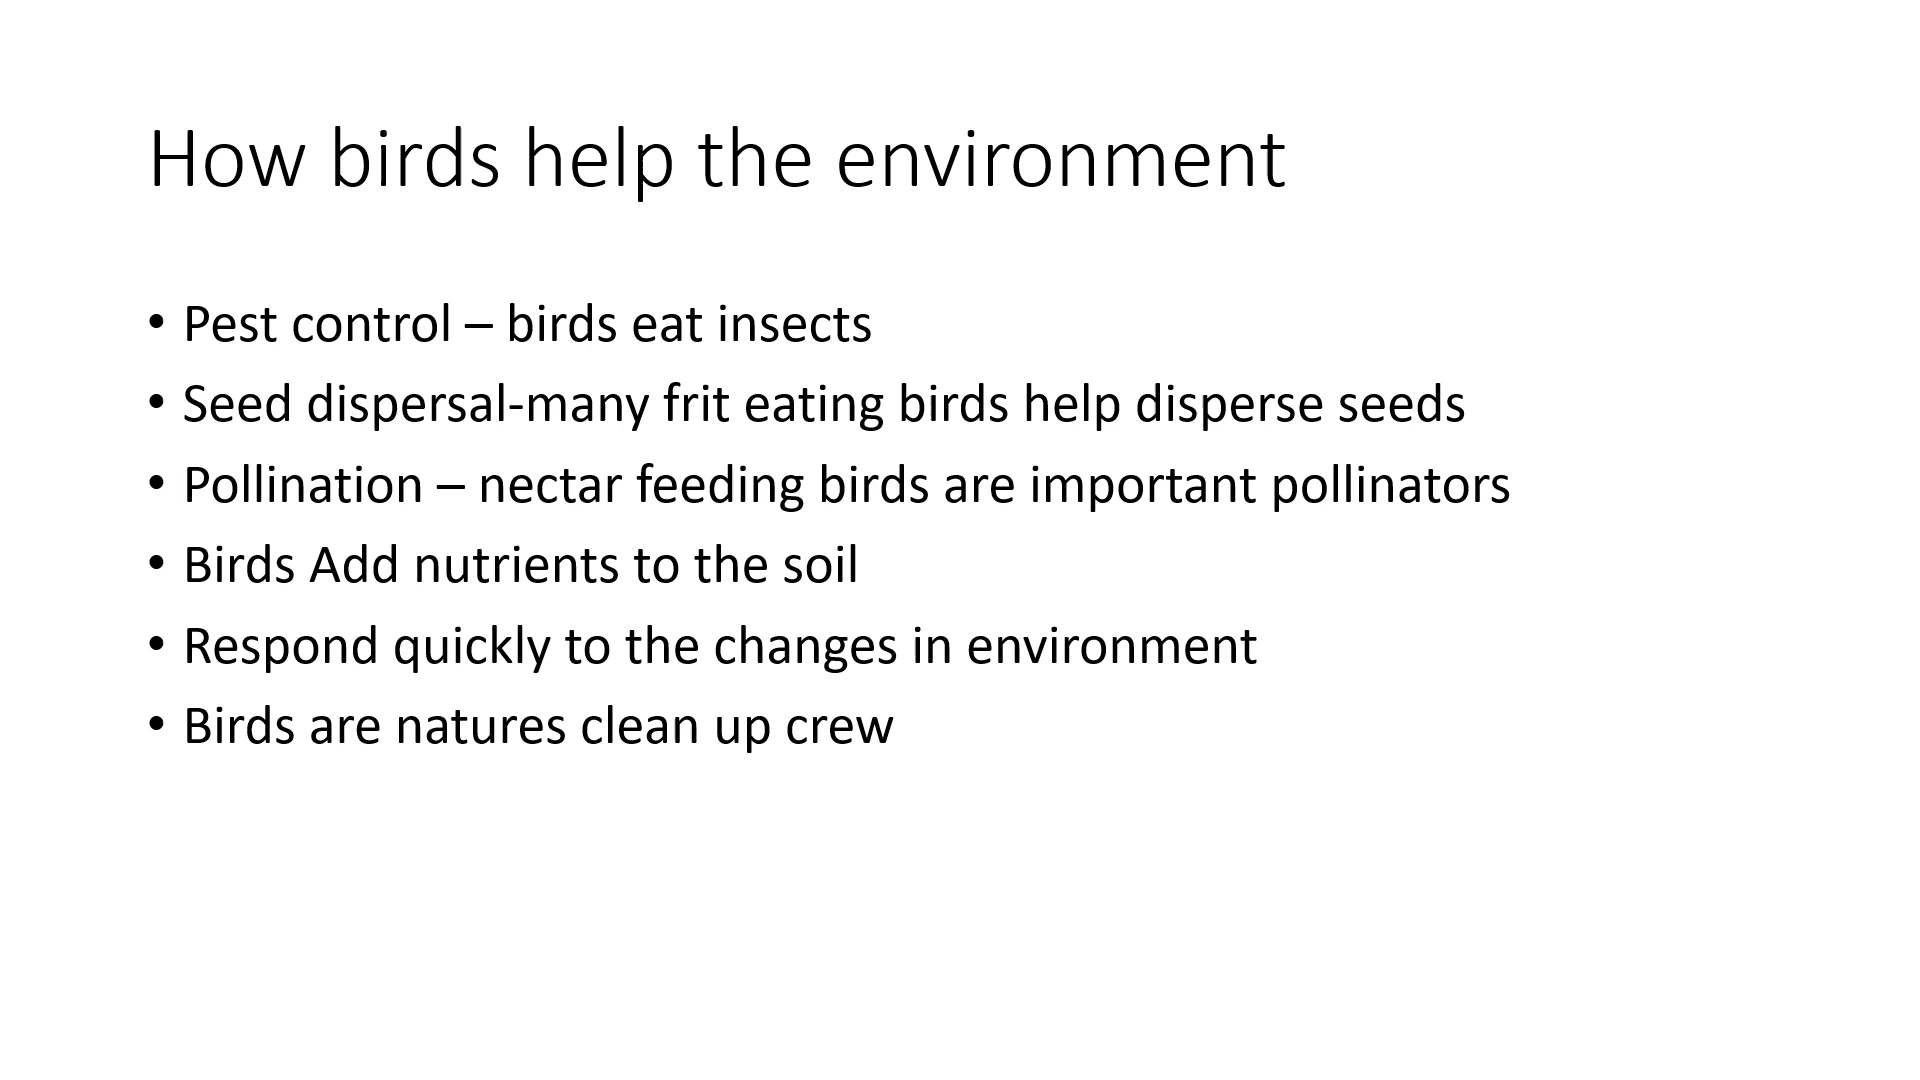 How birds help the environment
• Pest control – birds eat insects
• Seed dispersal-many frit eating birds help disperse seeds
• Pollination – nectar feeding birds are important pollinators
• Birds Add nutrients to the soil
• Respond quickly to the changes in environment
• Birds are natures clean up crew